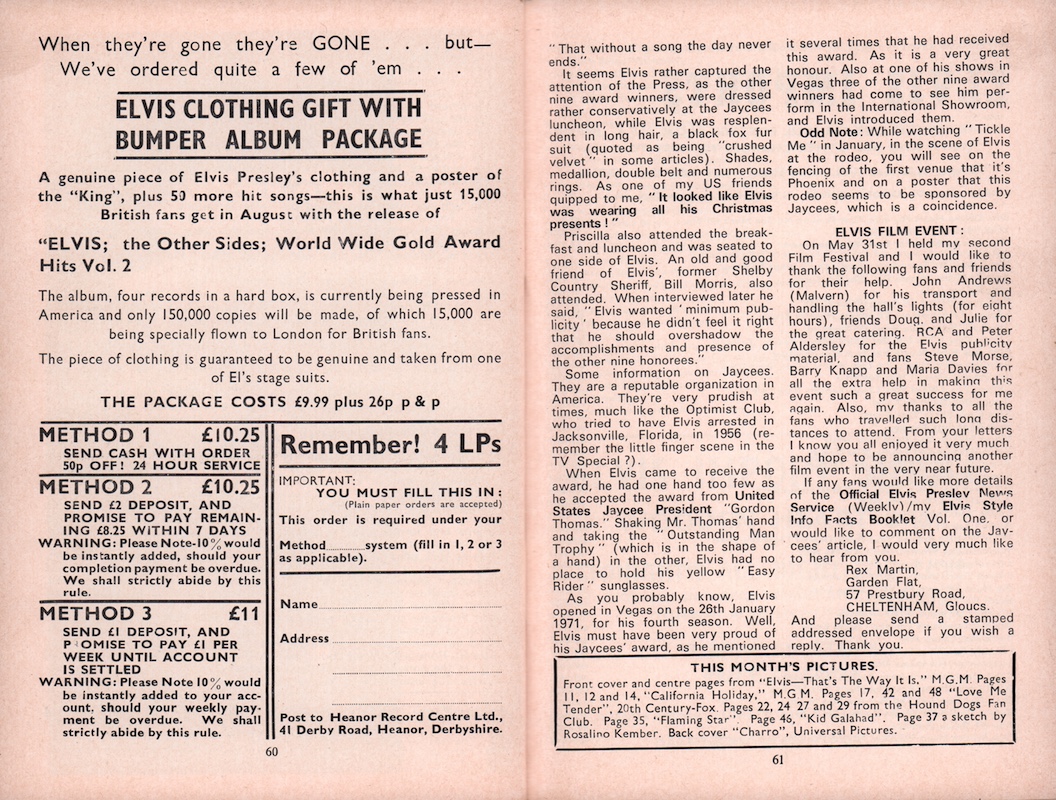 When they're gone they're GONE . . . but—
We've ordered quite a few of 'em . . .
ELVIS CLOTHING GIFT WITH
BUMPER ALBUM PACKAGE
A genuine piece of Elvis Presley's clothing and a poster of
the "King", plus 50 more hit songs—this is what just 15,000
British fans get in August with the release of
"ELVIS; the Other Sides; World Wide Gold Award
Hits Vol. 2
The album, four records in a hard box, is currently being pressed in
America and only 150,000 copies will be made, of which 15,000 are
being specially flown to London for British fans.
The piece of clothing is guaranteed to be genuine and taken from one
of El's stage suits.
THE PACKAGE COSTS £9.99 plus 26p p & p
METHOD 1 £10.25
SEND CASH WITH ORDER
50p OFF! 24 HOUR SERVICE
METHOD 2 £10.25
SEND £2 DEPOSIT, AND
PROMISE TO PAY REMAIN-
ING £8.25 WITHIN 7 DAYS
WARNING: Please Note-10% would
be instantly added, should your
completion payment be overdue.
We shall strictly abide by this
rule.
METHOD 3 £11
SEND £1 DEPOSIT, AND
P OMISE TO PAY £1 PER
WEEK UNTIL ACCOUNT
IS SETTLED
WARNING: Please Note 10% would
be instantly added to your acc-
ount. should your weekly pay-
ment be overdue. We shall
strictly abide by this rule.
Remember! 4 LPs
IMPORTANT:
YOU MUST FILL THIS IN:
(Plain paper orders are accepted)
This order is required under your
Method............system (fill in 1, 2 or 3
as applicable).
Name
Address
Post to Heanor Record Centre Ltd.,
41 Derby Road, Heanor, Derbyshire.
60
"That without a song the day never
ends."
It seems Elvis rather captured the
attention of the Press, as the other
nine award winners, were dressed
rather conservatively at the Jaycees
luncheon, while Elvis was resplen-
dent in long hair, a black fox fur
suit (quoted as being "crushed
velvet" in some articles). Shades,
medallion, double belt and numerous
rings. As one of my US friends
quipped to me, "It looked like Elvis
was wearing all his Christmas
presents!"
Priscilla also attended the break-
fast and luncheon and was seated to
one side of Elvis. An old and good
friend of Elvis', former Shelby
Country Sheriff, Bill Morris, also
attended. When interviewed later he
said, "Elvis wanted 'minimum pub-
licity' because he didn't feel it right
that he should overshadow the
accomplishments and presence of
the other nine honorees."
Some information on Jaycees.
They are a reputable organization in
America. They're very prudish at
times, much like the Optimist Club,
who tried to have Elvis arrested in
Jacksonville, Florida, in 1956 (re-
member the little finger scene in the
TV Special?).
When Elvis came to receive the
award, he had one hand too few as
he accepted the award from United
States Jaycee President "Gordon
Thomas." Shaking Mr. Thomas' hand
and taking the "Outstanding Man
Trophy" (which is in the shape of
a hand) in the other, Elvis had no
place to hold his yellow "Easy
Rider" sunglasses.
As you probably know, Elvis
opened in Vegas on the 26th January
1971, for his fourth season. Well,
Elvis must have been very proud of
his Jaycees' award, as he mentioned
it several times that he had received
this award. As it is a very great
honour. Also at one of his shows in
Vegas three of the other nine award
winners had come to see him per-
form in the International Showroom,
and Elvis introduced them.
Odd Note: While watching "Tickle
Me" in January, in the scene of Elvis
at the rodeo, you will see on the
fencing of the first venue that it's
Phoenix and on a poster that this
rodeo seems to be sponsored by
Jaycees, which is a coincidence.
ELVIS FILM EVENT:
On May 31st I held my second
Film Festival and I would like to
thank the following fans and friends
for their help. John Andrews
(Malvern) for his transport and
handling the hall's lights (for eight
hours), friends Doug. and Julie for
the great catering. RCA and Peter
Aldersley for the Elvis publicity
material, and fans Steve Morse,
Barry Knapp and Maria Davies for
all the extra help in making this
event such a great success for me
again. Also, my thanks to all the
fans who travelled such long dis-
tances to attend. From your letters
I know you all enjoyed it very much
and hope to be announcing another
film event in the very near future.
If any fans would like more details
of the Official Elvis Presley News
Service (Weekly)/my Elvis Style
Info Facts Booklet Vol. One. or
would like to comment on the Jay-
cees' article, I would very much like
to hear from you.
Rex Martin,
Garden Flat,
57 Prestbury Road,
CHELTENHAM, Gloucs.
And please send a stamped
addressed envelope if you wish a
reply. Thank you.
THIS MONTH'S PICTURES.
Front cover and centre pages from "Elvis—That's The Way It Is," M.G.M. Pages
11, 12 and 14, "California Holiday," M.G.M. Pages 17, 42 and 48 "Love Me
Tender", 20th Century-Fox. Pages 22, 24 27 and 29 from the Hound Dogs Fan
Club. Page 35, "Flaming Star". Page 46, "Kid Galahad". Page 37 a sketch by
Rosalino Kember. Back cover "Charro", Universal Pictures.
61